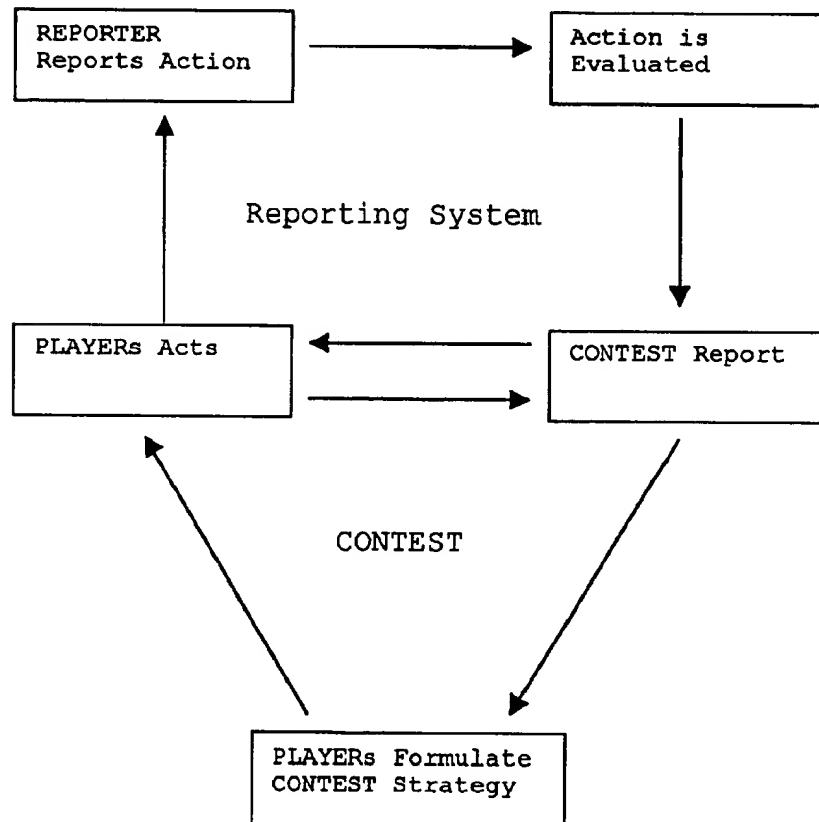 REPORTER
Reports Action
Action is
Evaluated
Reporting System
PLAYERs Acts
CONTEST Report
CONTEST
PLAYERs Formulate
CONTEST Strategy